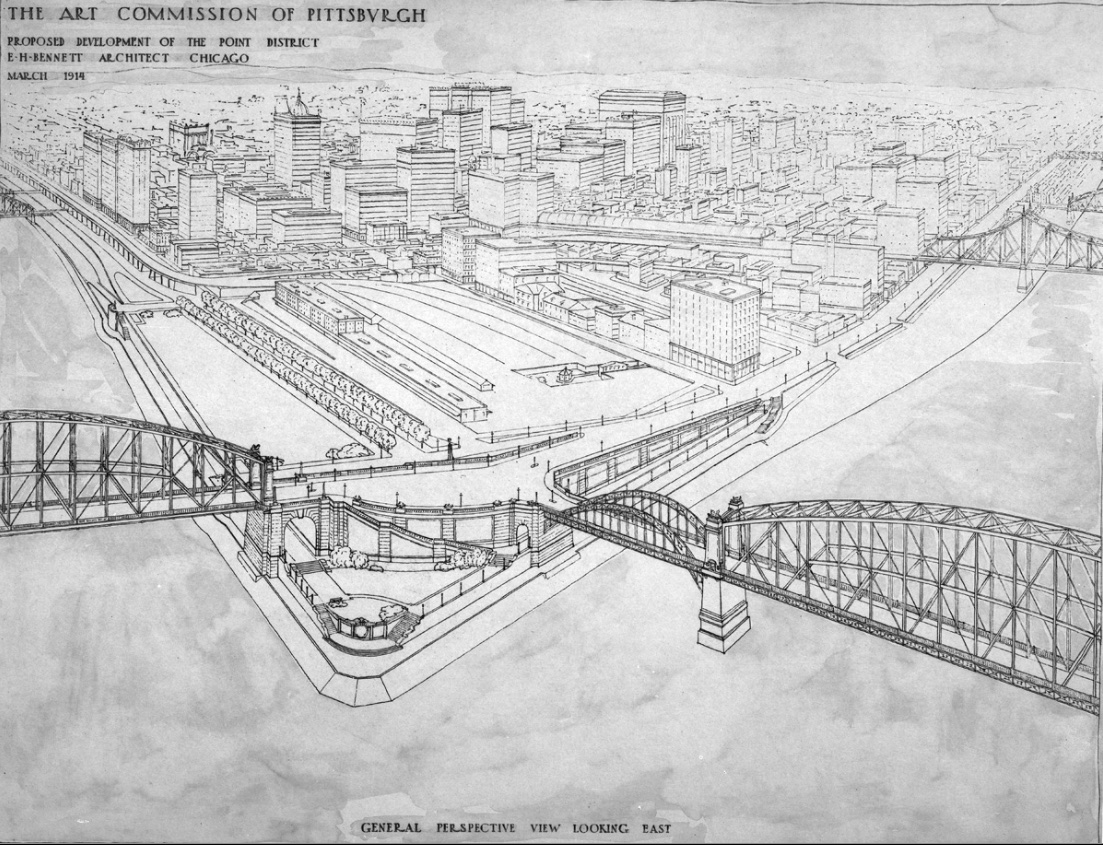 THE ART COMMISSION OF PITTSBVRGH
PROPOSED DEVELOPMENT OF THE POINT DISTRICT
E·H·BENNETT ARCHITECT CHICAGO
MARCH 1914
GENERAL PERSPECTIVE VIEW LOOKING EAST